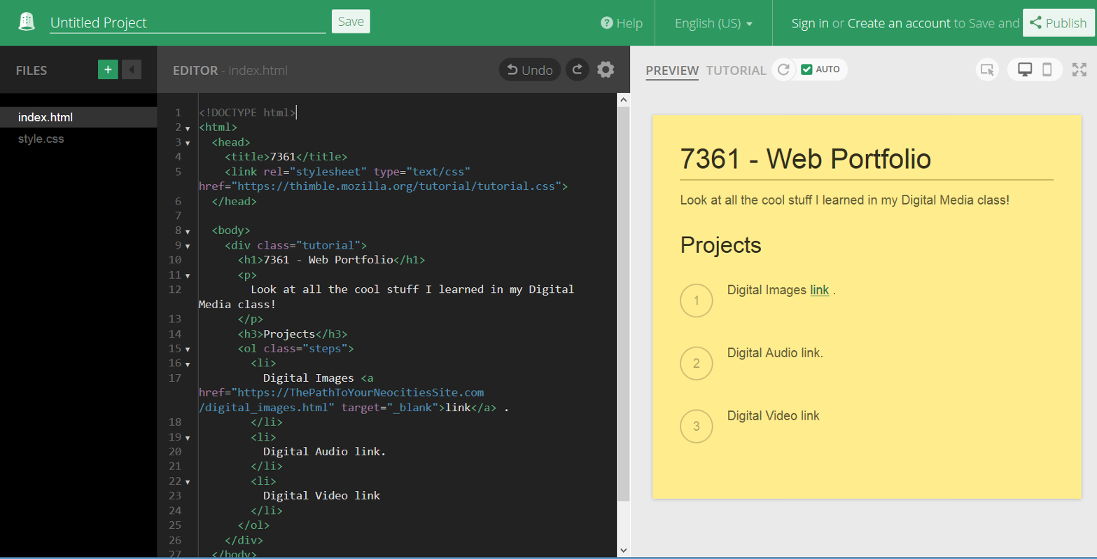 Untitled Project Save Help English (US) Sign in or Create an account to Save and Publish
FILES EDITOR - index.html Undo PREVIEW TUTORIAL AUTO
index.html
style.css
1 <!DOCTYPE html>
2 <html>
3 <head>
4 <title>7361</title>
5 <link rel="stylesheet" type="text/css"
href="https://thimble.mozilla.org/tutorial/tutorial.css">
6 </head>
7
8 <body>
9 <div class="tutorial">
10 <h1>7361 - Web Portfolio</h1>
11 <p>
12 Look at all the cool stuff I learned in my Digital
Media class!
13 </p>
14 <h3>Projects</h3>
15 <ol class="steps">
16 <li>
17 Digital Images <a
href="https://ThePathToYourNeocitiesSite.com
/digital_images.html" target="_blank">link</a> .
18 </li>
19 <li>
20 Digital Audio link.
21 </li>
22 <li>
23 Digital Video link
24 </li>
25 </ol>
26 </div>
27 </body>
7361 - Web Portfolio
Look at all the cool stuff I learned in my Digital Media class!
Projects
1 Digital Images link .
2 Digital Audio link.
3 Digital Video link